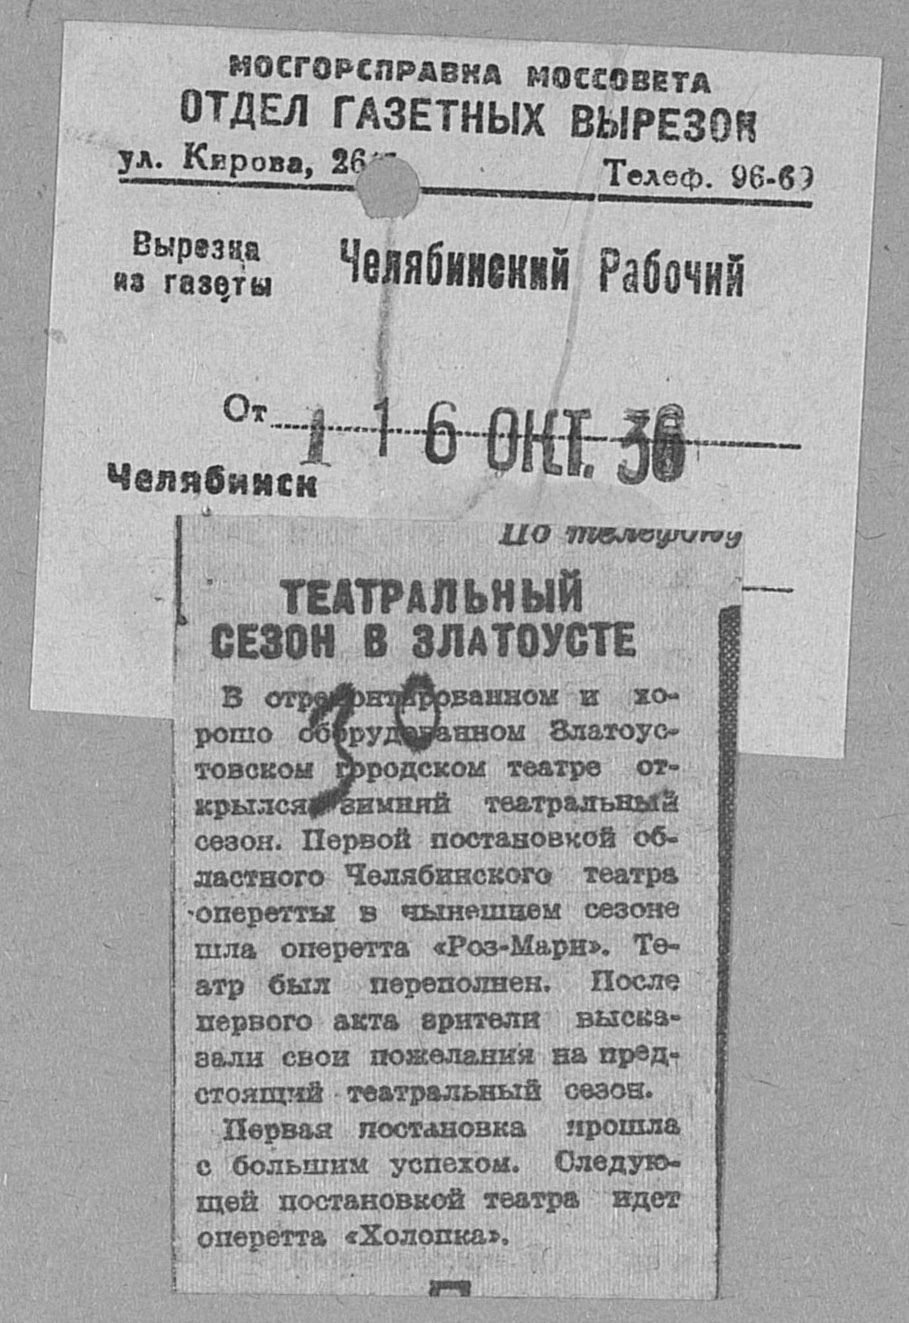 МОСГОРСПРАВКА МОССОВЕТА
ОТДЕЛ ГАЗЕТНЫХ ВЫРЕЗОК
ул. Кирова, 26
Телеф. 96-69
Вырезка
из газеты
Челябинский Рабочий
От 1 16 ОКТ. 36
Челябинск
По телефону
ТЕАТРАЛЬНЫЙ
СЕЗОН В ЗЛАТОУСТЕ
30
В отремонтированном и хо-
рошо оборудованном Златоус-
товском городском театре от-
крылся зимний театральный
сезон. Первой постановкой об-
ластного Челябинского театра
оперетты в нынешнем сезоне
шла оперетта «Роз-Мари». Те-
атр был переполнен. После
первого акта зрители выска-
зали свои пожелания на пред-
стоящий театральный сезон.
Первая постановка прошла
с большим успехом. Следую-
щей постановкой театра идет
оперетта «Холопка».